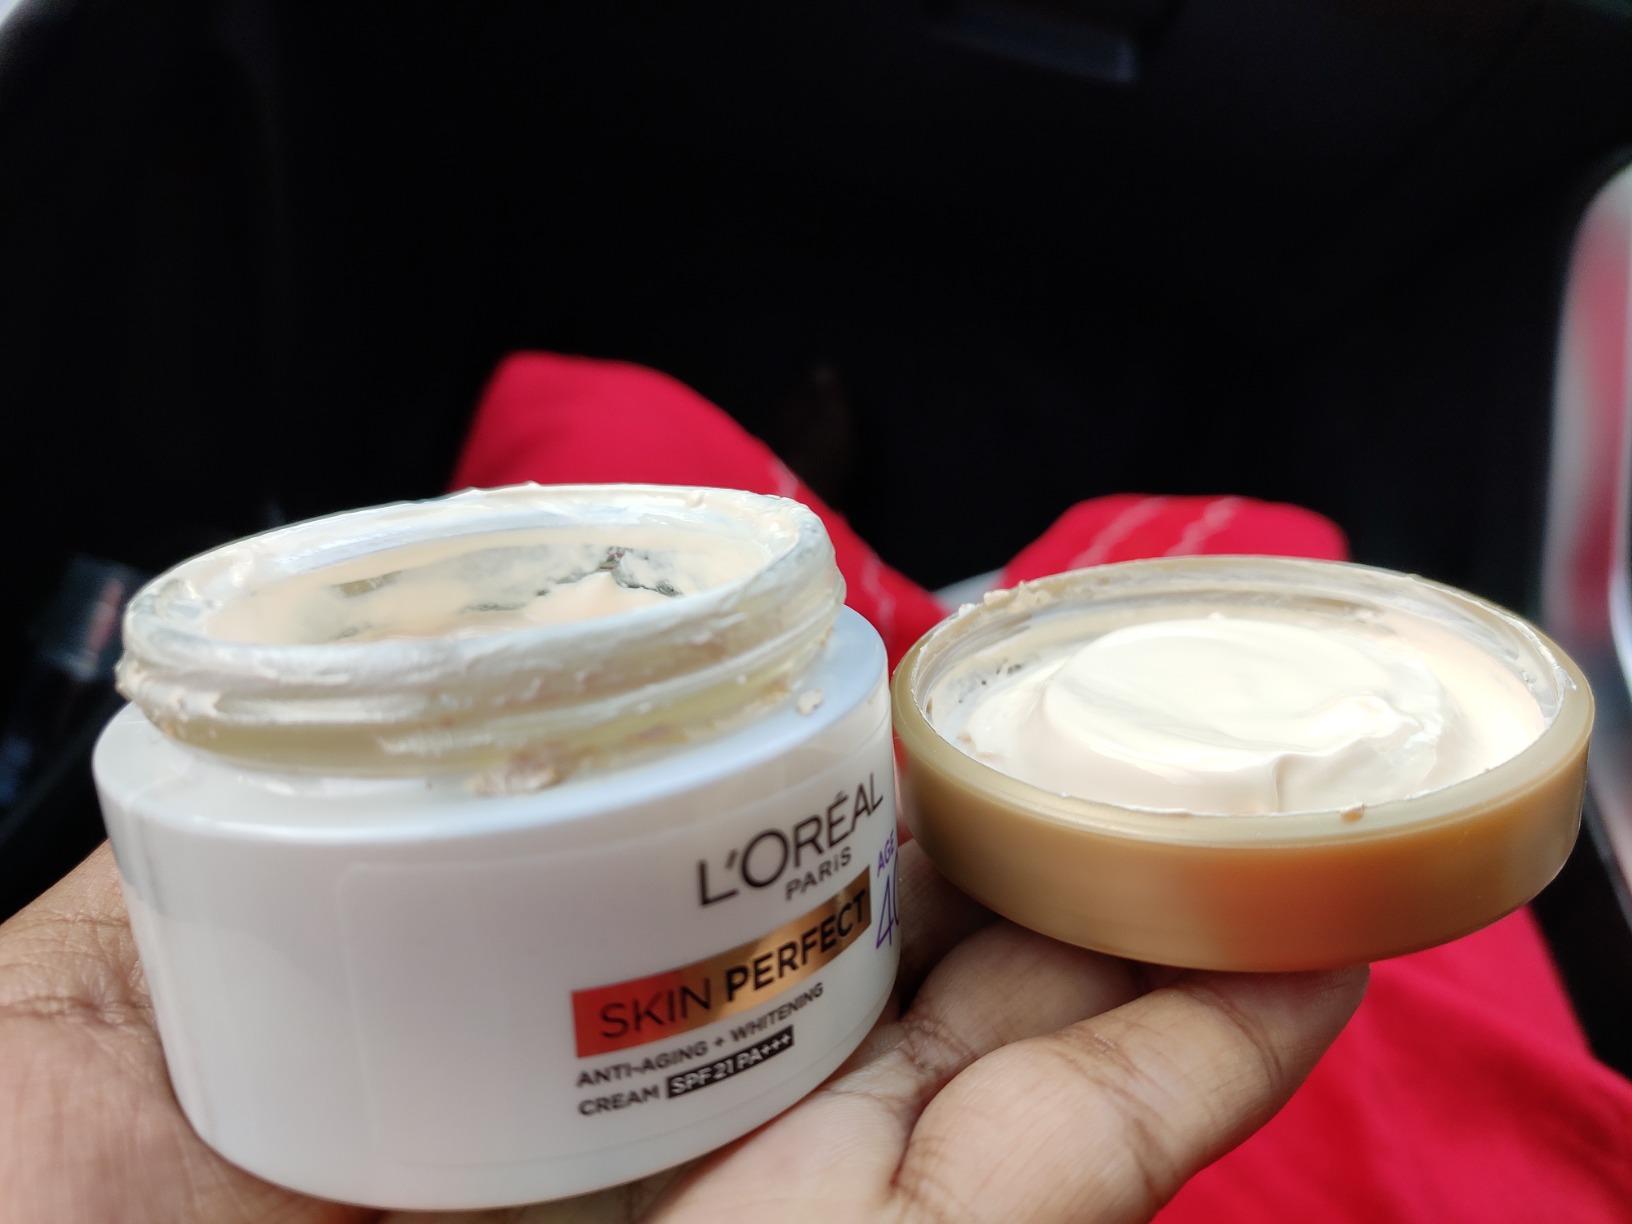 L'ORÉAL
PARIS
AGE
40
SKIN PERFECT
ANTI-AGING + WHITENING
CREAM SPF 21 PA+++